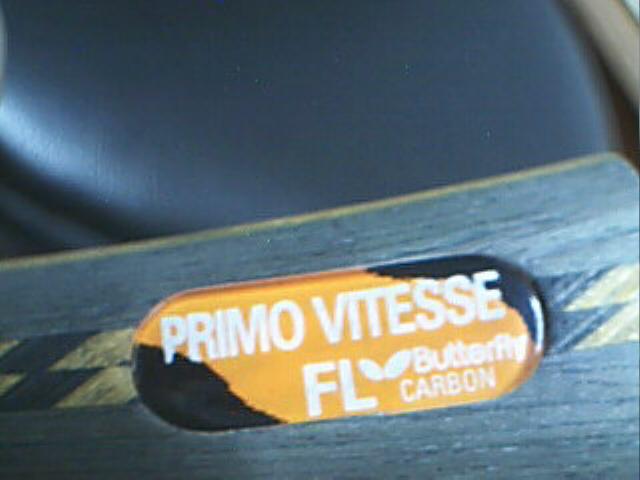 PRIMO VITESSE
FL Butterfly
CARBON